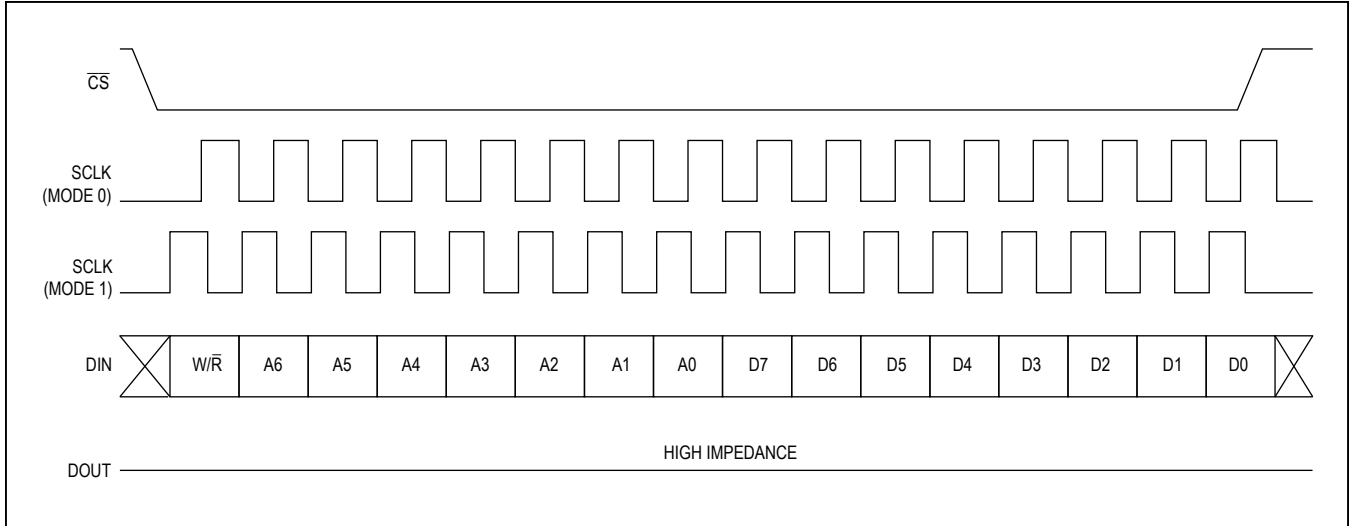 C̅S̅
SCLK
(MODE 0)
SCLK
(MODE 1)
DIN W/R̅ A6 A5 A4 A3 A2 A1 A0 D7 D6 D5 D4 D3 D2 D1 D0
HIGH IMPEDANCE
DOUT